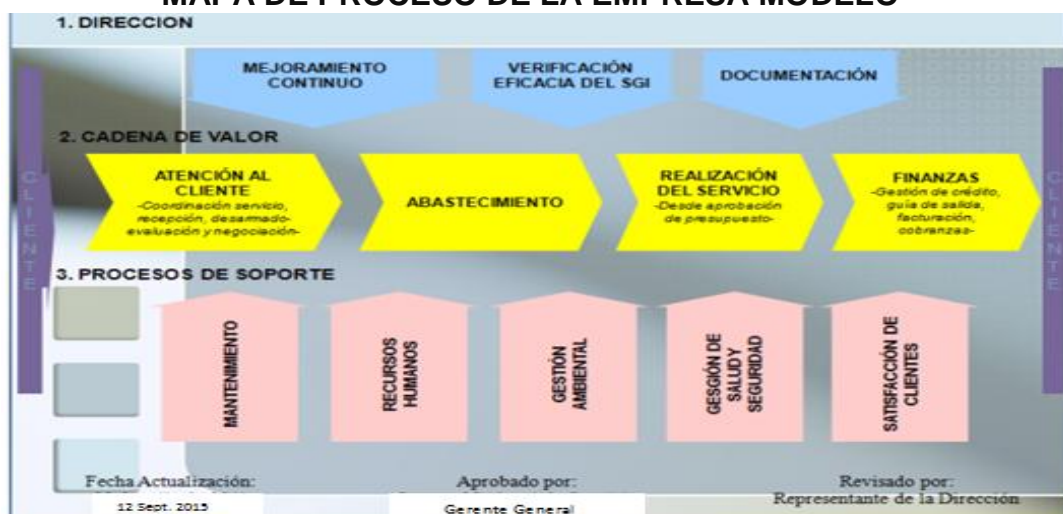 MAPA DE PROCESO DE LA EMPRESA MODELO
1. DIRECCION
MEJORAMIENTO
CONTINUO
VERIFICACIÓN
EFICACIA DEL SGI
DOCUMENTACIÓN
2. CADENA DE VALOR
CLIENTE
ATENCIÓN AL
CLIENTE
-Coordinación servicio,
recepción, desarmado-
evaluación y negociación-
ABASTECIMIENTO
REALIZACIÓN
DEL SERVICIO
-Desde aprobación
de presupuesto-
FINANZAS
-Gestión de crédito,
guía de salida,
facturación,
cobranzas-
CLIENTE
3. PROCESOS DE SOPORTE
MANTENIMIENTO
RECURSOS
HUMANOS
GESTIÓN
AMBIENTAL
GESGIÓN DE
SALUD Y
SEGURIDAD
SATISFACCIÓN DE
CLIENTES
Fecha Actualización:
12 Sept. 2015
Aprobado por:
Gerente General
Revisado por:
Representante de la Dirección